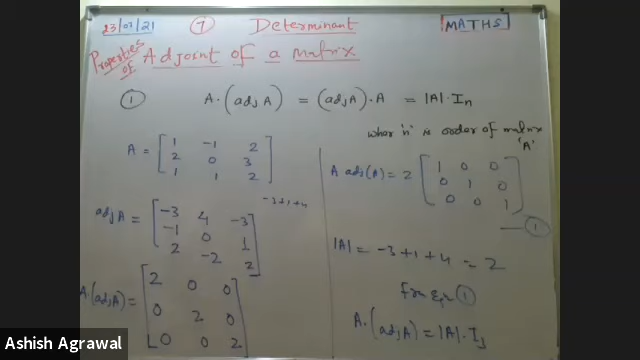 23/07/21 (7) Determinant MATHS
Properties of Adjoint of a matrix
(1) A.(adj A) = (adj A).A = |A|.In
where 'n' is order of matrix 'A'
A = [ 1 -1 2
2 0 3
1 1 2 ]
adj A = [ -3 4 -3
-1 0 1
2 -2 2 ]
-3+1+4
A.(adj A) = [ 2 0 0
0 2 0
0 0 2
A adj(A) = 2 [ 1 0 0
0 1 0
0 0 1 ]
— (1)
|A| = -3+1+4 = 2
from Eqn (1)
A.(adj A) = |A|.I3
Ashish Agrawal